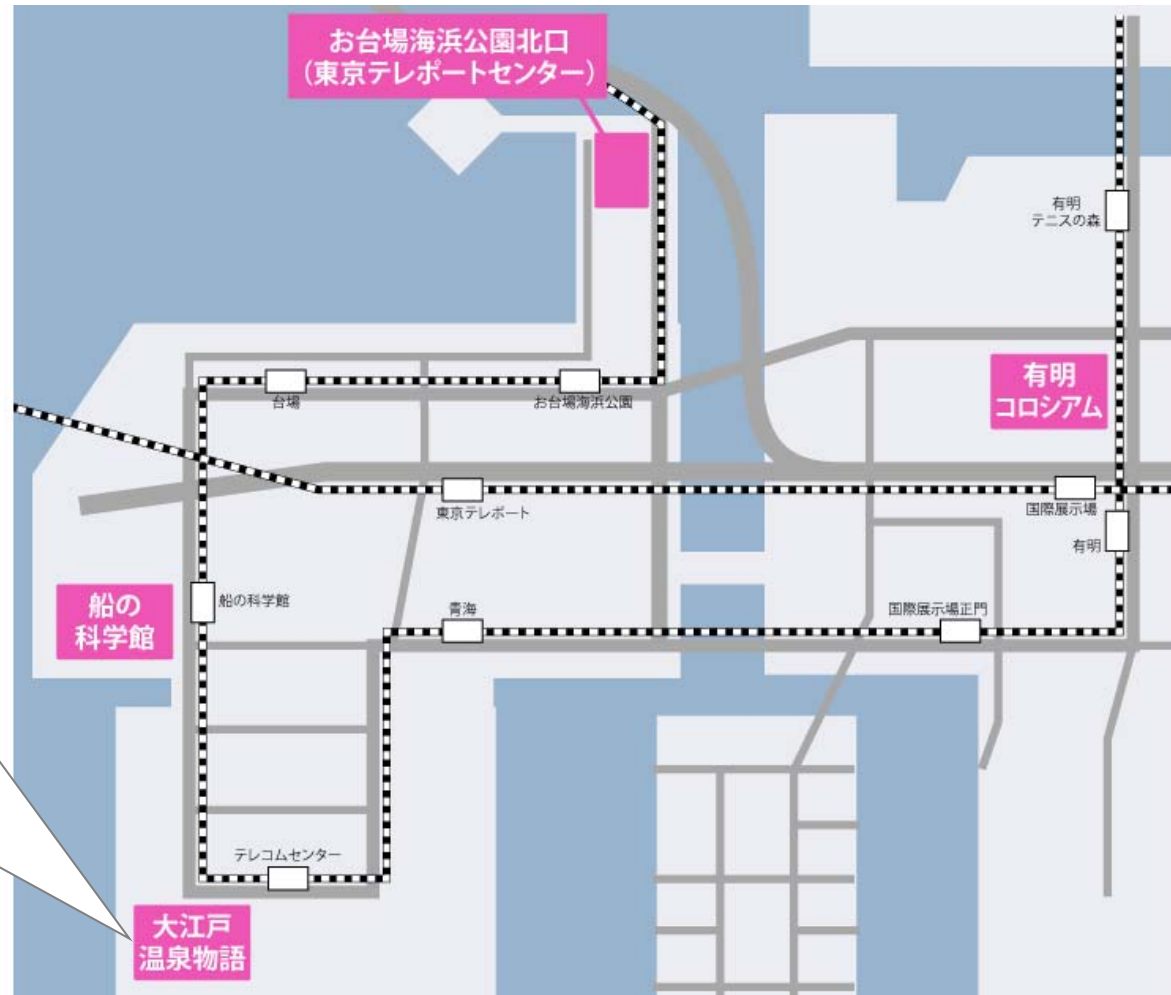 お台場海浜公園北口
（東京テレポートセンター）
有明
テニスの森
有明
コロシアム
台場
お台場海浜公園
東京テレポート
国際展示場
有明
船の
科学館
船の科学館
青海
国際展示場正門
テレコムセンター
大江戸
温泉物語